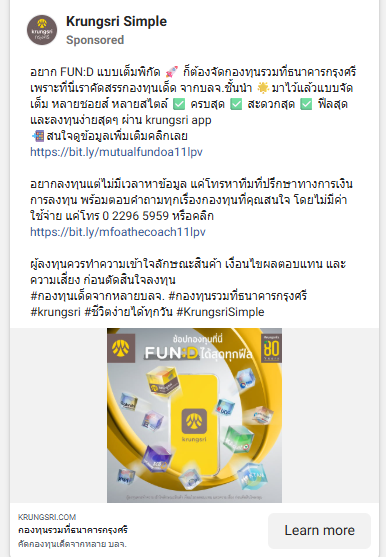 Krungsri Simple
Sponsored
krungsri
กรุงศรี
อยาก FUN:D แบบเต็มพิกัด 🚀 ก็ต้องจัดกองทุนรวมที่ธนาคารกรุงศรี
เพราะที่นี่เราคัดสรรกองทุนเด็ด จากบลจ.ชั้นนำ 🌟 มาไว้แล้วแบบจัด
เต็ม หลายชอยส์ หลายสไตล์ ✅ ครบสุด ✅ สะดวกสุด ✅ ฟีลสุด
และลงทุนง่ายสุดๆ ผ่าน krungsri app
📲 สนใจดูข้อมูลเพิ่มเติมคลิกเลย
https://bit.ly/mutualfundoa11lpv
อยากลงทุนแต่ไม่มีเวลาหาข้อมูล แค่โทรหาทีมที่ปรึกษาทางการเงิน
การลงทุน พร้อมตอบคำถามทุกเรื่องกองทุนที่คุณสนใจ โดยไม่มีค่า
ใช้จ่าย แค่โทร 0 2296 5959 หรือคลิก
https://bit.ly/mfoathecoach11lpv
ผู้ลงทุนควรทำความเข้าใจลักษณะสินค้า เงื่อนไขผลตอบแทน และ
ความเสี่ยง ก่อนตัดสินใจลงทุน
#กองทุนเด็ดจากหลายบลจ. #กองทุนรวมที่ธนาคารกรุงศรี
#krungsri #ชีวิตง่ายได้ทุกวัน #KrungsriSimple
ช้อปกองทุนที่นี่
FUN:D ได้สุดทุกฟีล
80
krungsri
KRUNGSRI.COM
กองทุนรวมที่ธนาคารกรุงศรี
คัดกองทุนเด็ดจากหลาย บลจ.
Learn more